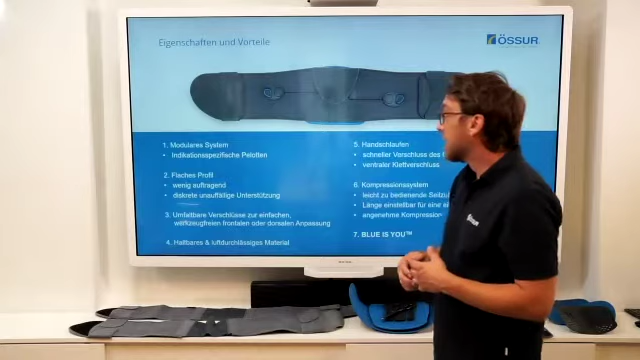 Eigenschaften und Vorteile
ÖSSUR
1. Modulares System
• Indikationsspezifische Pelotten
2. Flaches Profil
• wenig auftragend
• diskrete unauffällige Unterstützung
3. Umfaltbare Verschlüsse zur einfachen,
werkzeugfreien frontalen oder dorsalen Anpassung
4. Haltbares & luftdurchlässiges Material
5. Handschlaufen
• schneller Verschluss des
• ventraler Klettverschluss
6. Kompressionssystem
• leicht zu bedienende Seilzu
• Länge einstellbar für eine ei
• angenehme Kompression
7. BLUE IS YOU™
ÖSSUR